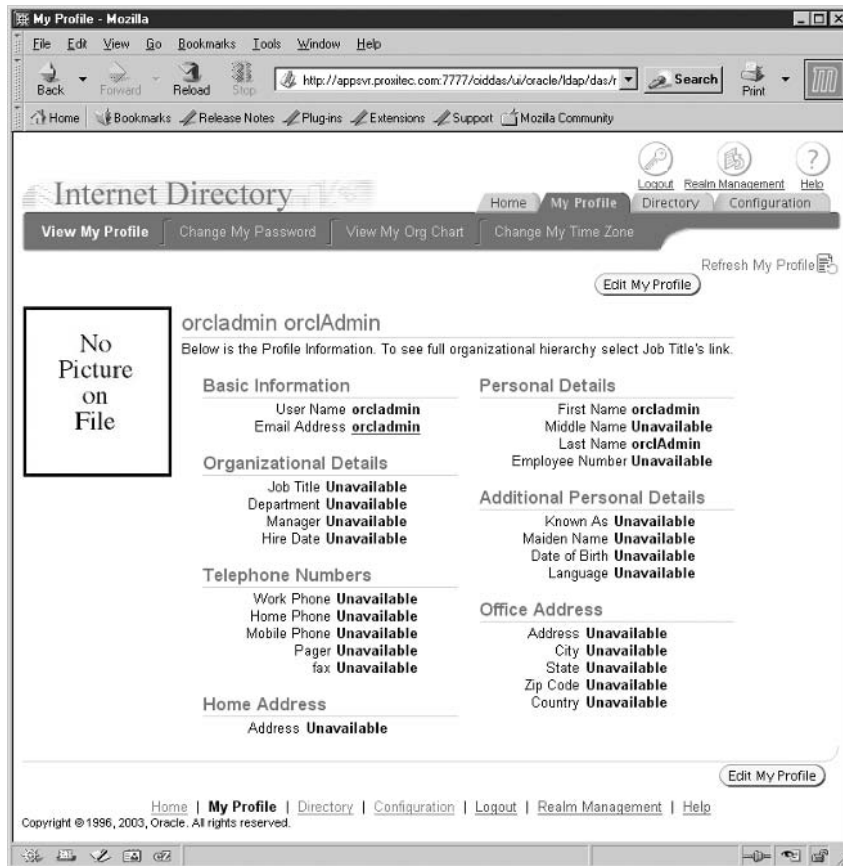 My Profile - Mozilla
File Edit View Go Bookmarks Tools Window Help
Back Forward Reload Stop http://appsvr.proxitec.com:7777/oiddas/ui/oracle/ldap/das/r Search Print
Home Bookmarks Release Notes Plug-ins Extensions Support Mozilla Community
Logout Realm Management Help
Internet Directory
Home My Profile Directory Configuration
View My Profile Change My Password View My Org Chart Change My Time Zone
Refresh My Profile
Edit My Profile
No
Picture
on
File
orcladmin orclAdmin
Below is the Profile Information. To see full organizational hierarchy select Job Title's link.
Basic Information
User Name orcladmin
Email Address orcladmin
Organizational Details
Job Title Unavailable
Department Unavailable
Manager Unavailable
Hire Date Unavailable
Telephone Numbers
Work Phone Unavailable
Home Phone Unavailable
Mobile Phone Unavailable
Pager Unavailable
fax Unavailable
Home Address
Address Unavailable
Personal Details
First Name orcladmin
Middle Name Unavailable
Last Name orclAdmin
Employee Number Unavailable
Additional Personal Details
Known As Unavailable
Maiden Name Unavailable
Date of Birth Unavailable
Language Unavailable
Office Address
Address Unavailable
City Unavailable
State Unavailable
Zip Code Unavailable
Country Unavailable
Edit My Profile
Home | My Profile | Directory | Configuration | Logout | Realm Management | Help
Copyright © 1996, 2003, Oracle. All rights reserved.